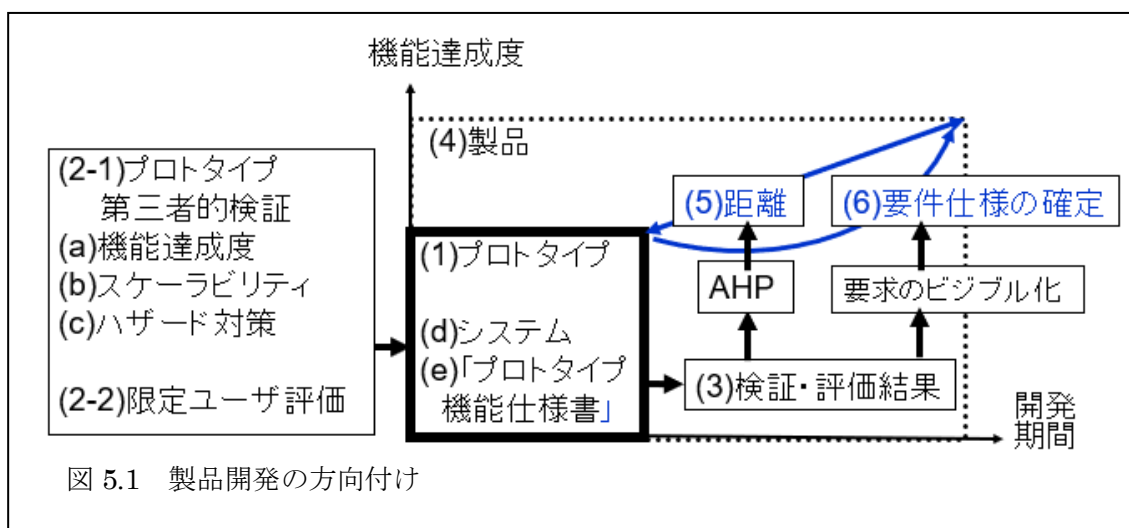 機能達成度
(4)製品
(2-1)プロトタイプ
第三者的検証
(a)機能達成度
(b)スケーラビリティ
(c)ハザード対策
(2-2)限定ユーザ評価
(1)プロトタイプ
(d)システム
(e)「プロトタイプ
機能仕様書」
(5)距離
(6)要件仕様の確定
AHP
要求のビジブル化
(3)検証・評価結果
開発
期間
図 5.1 製品開発の方向付け